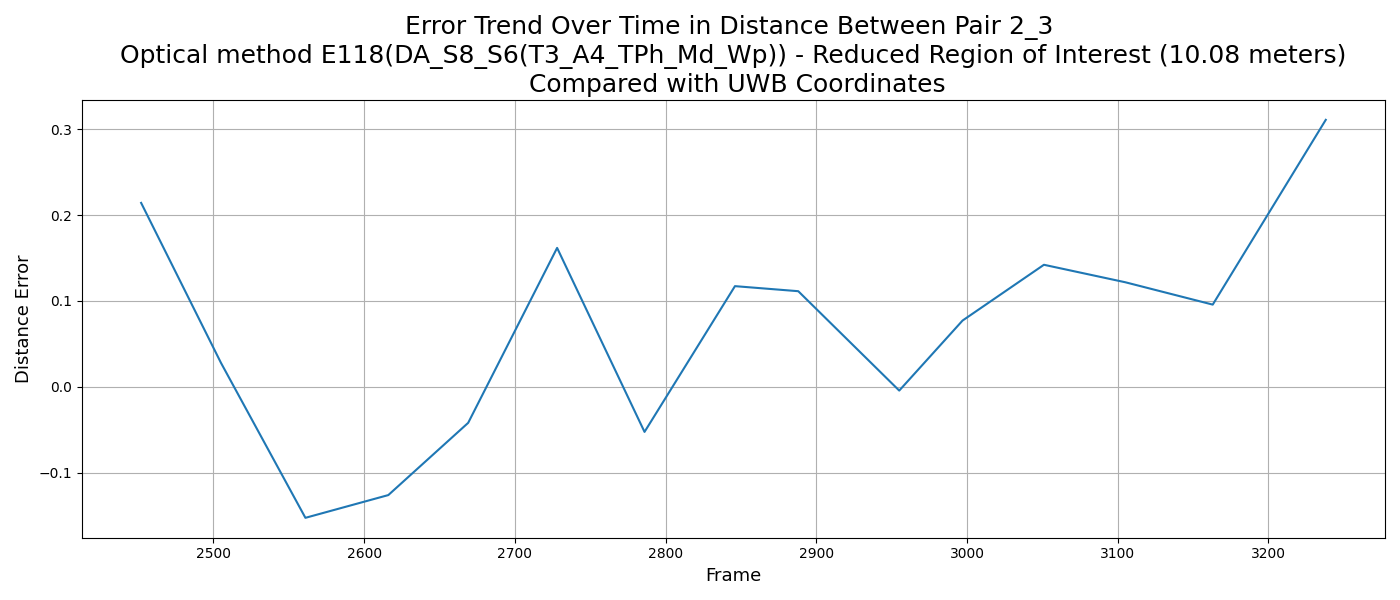 Error Trend Over Time in Distance Between Pair 2_3
Optical method E118(DA_S8_S6(T3_A4_TPh_Md_Wp)) - Reduced Region of Interest (10.08 meters)
Compared with UWB Coordinates
Distance Error
0.3
0.2
0.1
0.0
−0.1
2500 2600 2700 2800 2900 3000 3100 3200
Frame